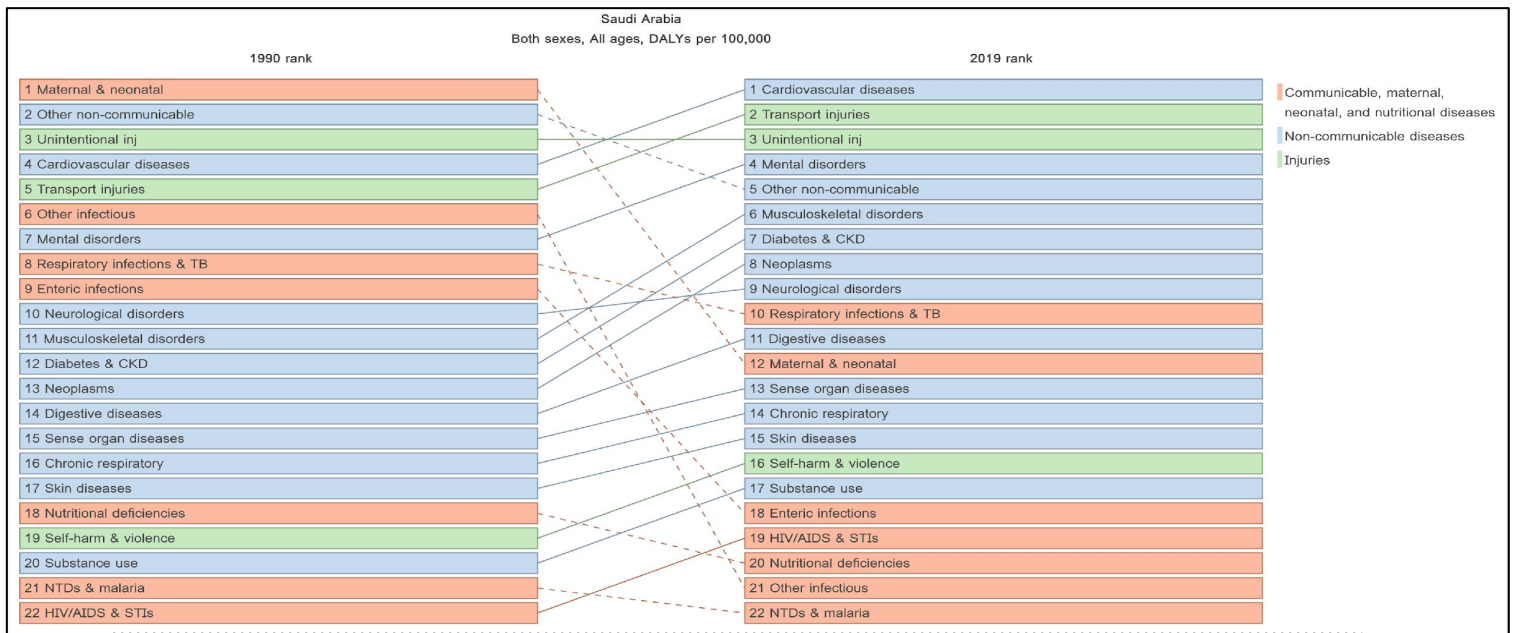 Saudi Arabia
Both sexes, All ages, DALYs per 100,000
1990 rank
1 Maternal & neonatal
2 Other non-communicable
3 Unintentional inj
4 Cardiovascular diseases
5 Transport injuries
6 Other infectious
7 Mental disorders
8 Respiratory infections & TB
9 Enteric infections
10 Neurological disorders
11 Musculoskeletal disorders
12 Diabetes & CKD
13 Neoplasms
14 Digestive diseases
15 Sense organ diseases
16 Chronic respiratory
17 Skin diseases
18 Nutritional deficiencies
19 Self-harm & violence
20 Substance use
21 NTDs & malaria
22 HIV/AIDS & STIs
2019 rank
1 Cardiovascular diseases
2 Transport injuries
3 Unintentional inj
4 Mental disorders
5 Other non-communicable
6 Musculoskeletal disorders
7 Diabetes & CKD
8 Neoplasms
9 Neurological disorders
10 Respiratory infections & TB
11 Digestive diseases
12 Maternal & neonatal
13 Sense organ diseases
14 Chronic respiratory
15 Skin diseases
16 Self-harm & violence
17 Substance use
18 Enteric infections
19 HIV/AIDS & STIs
20 Nutritional deficiencies
21 Other infectious
22 NTDs & malaria
Communicable, maternal,
neonatal, and nutritional diseases
Non-communicable diseases
Injuries